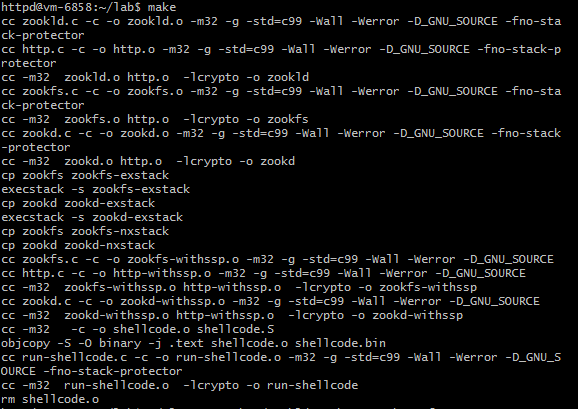 httpd@vm-6858:~/lab$ make
cc zookld.c -c -o zookld.o -m32 -g -std=c99 -Wall -Werror -D_GNU_SOURCE -fno-sta
ck-protector
cc http.c -c -o http.o -m32 -g -std=c99 -Wall -Werror -D_GNU_SOURCE -fno-stack-p
rotector
cc -m32  zookld.o http.o  -lcrypto -o zookld
cc zookfs.c -c -o zookfs.o -m32 -g -std=c99 -Wall -Werror -D_GNU_SOURCE -fno-sta
ck-protector
cc -m32  zookfs.o http.o  -lcrypto -o zookfs
cc zookd.c -c -o zookd.o -m32 -g -std=c99 -Wall -Werror -D_GNU_SOURCE -fno-stack
-protector
cc -m32  zookd.o http.o  -lcrypto -o zookd
cp zookfs zookfs-exstack
execstack -s zookfs-exstack
cp zookd zookd-exstack
execstack -s zookd-exstack
cp zookfs zookfs-nxstack
cp zookd zookd-nxstack
cc zookfs.c -c -o zookfs-withssp.o -m32 -g -std=c99 -Wall -Werror -D_GNU_SOURCE
cc http.c -c -o http-withssp.o -m32 -g -std=c99 -Wall -Werror -D_GNU_SOURCE
cc -m32  zookfs-withssp.o http-withssp.o  -lcrypto -o zookfs-withssp
cc zookd.c -c -o zookd-withssp.o -m32 -g -std=c99 -Wall -Werror -D_GNU_SOURCE
cc -m32  zookd-withssp.o http-withssp.o  -lcrypto -o zookd-withssp
cc -m32   -c -o shellcode.o shellcode.S
objcopy -S -O binary -j .text shellcode.o shellcode.bin
cc run-shellcode.c -c -o run-shellcode.o -m32 -g -std=c99 -Wall -Werror -D_GNU_S
OURCE -fno-stack-protector
cc -m32  run-shellcode.o  -lcrypto -o run-shellcode
rm shellcode.o